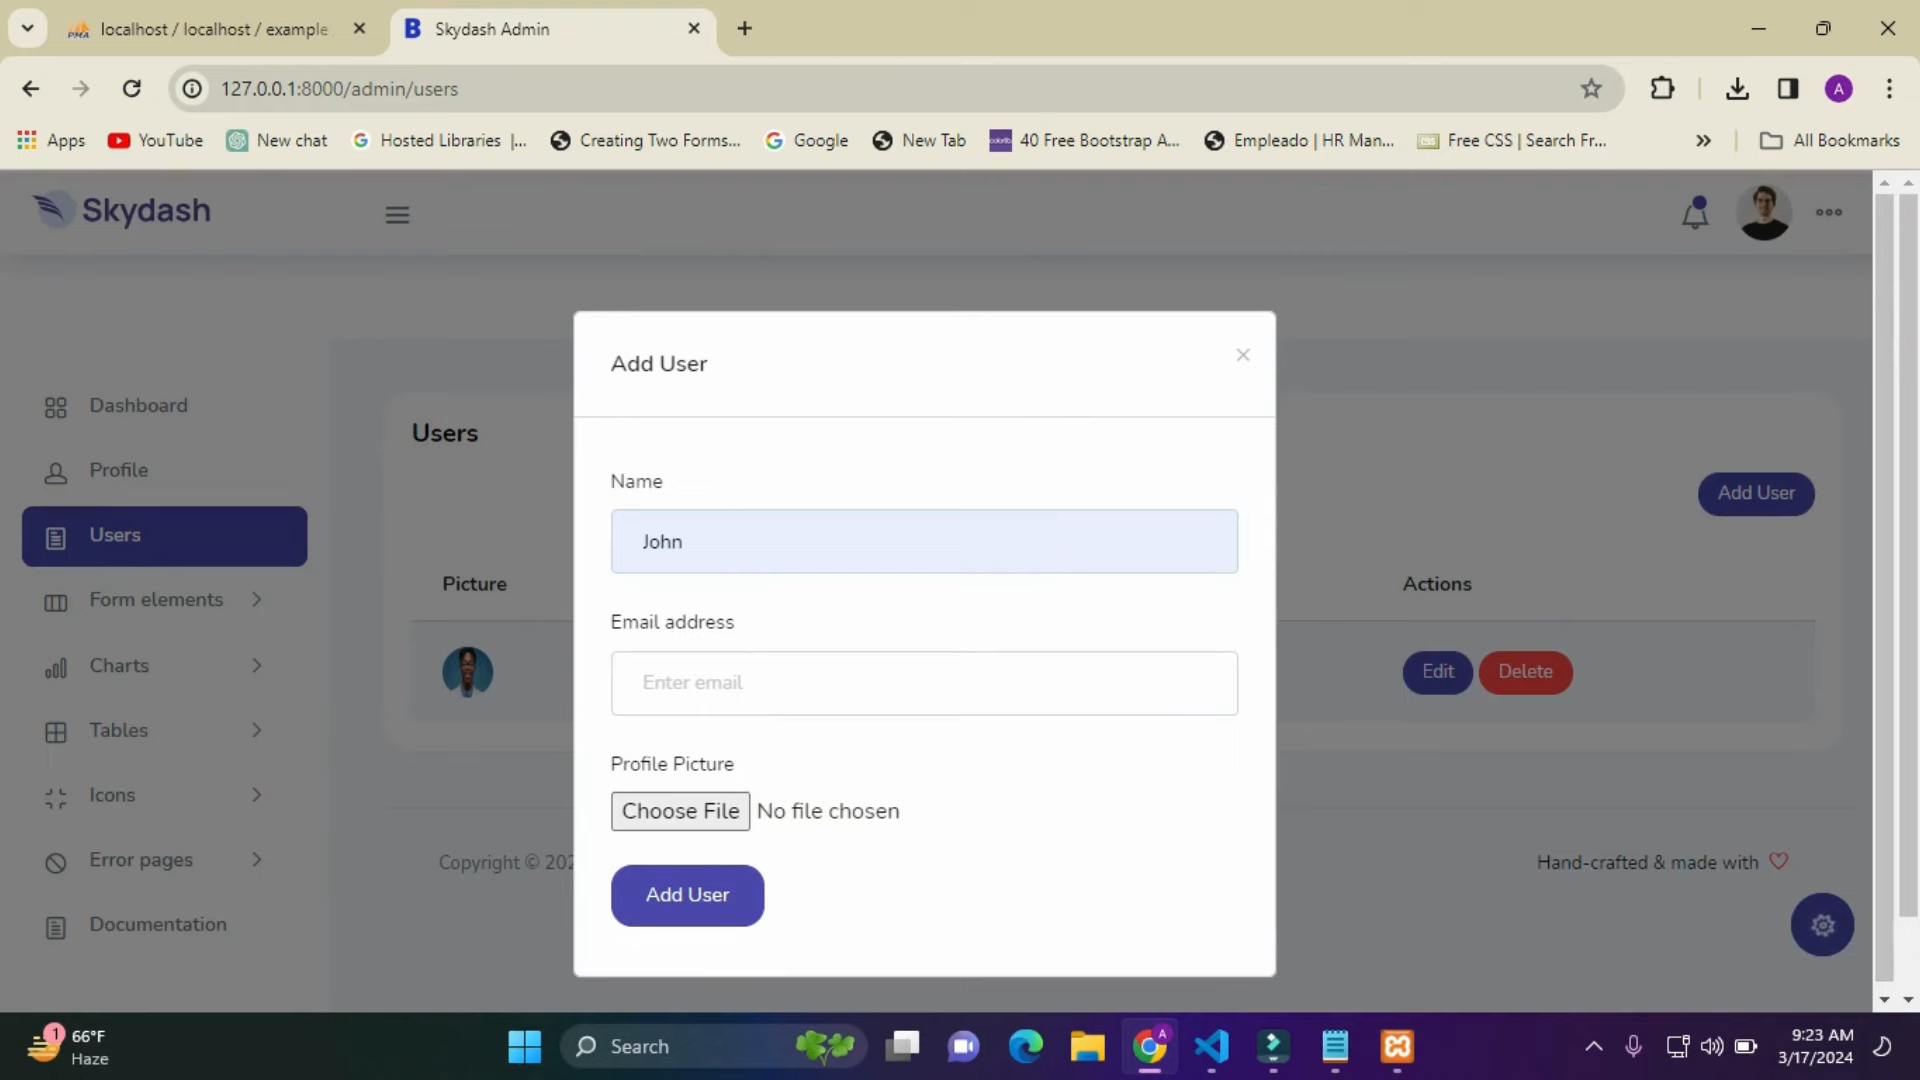 localhost / localhost / example
Skydash Admin
127.0.0.1:8000/admin/users
A
Apps
YouTube
New chat
Hosted Libraries |...
Creating Two Forms...
Google
New Tab
40 Free Bootstrap A...
Empleado | HR Man...
Free CSS | Search Fr...
All Bookmarks
Skydash
Dashboard
Profile
Users
Form elements
Charts
Tables
Icons
Error pages
Documentation
Users
Add User
Picture
Actions
Edit
Delete
Add User
Name
John
Email address
Enter email
Profile Picture
Choose File No file chosen
Add User
Copyright © 202
Hand-crafted & made with
1
66°F
Haze
Search
A
9:23 AM
3/17/2024